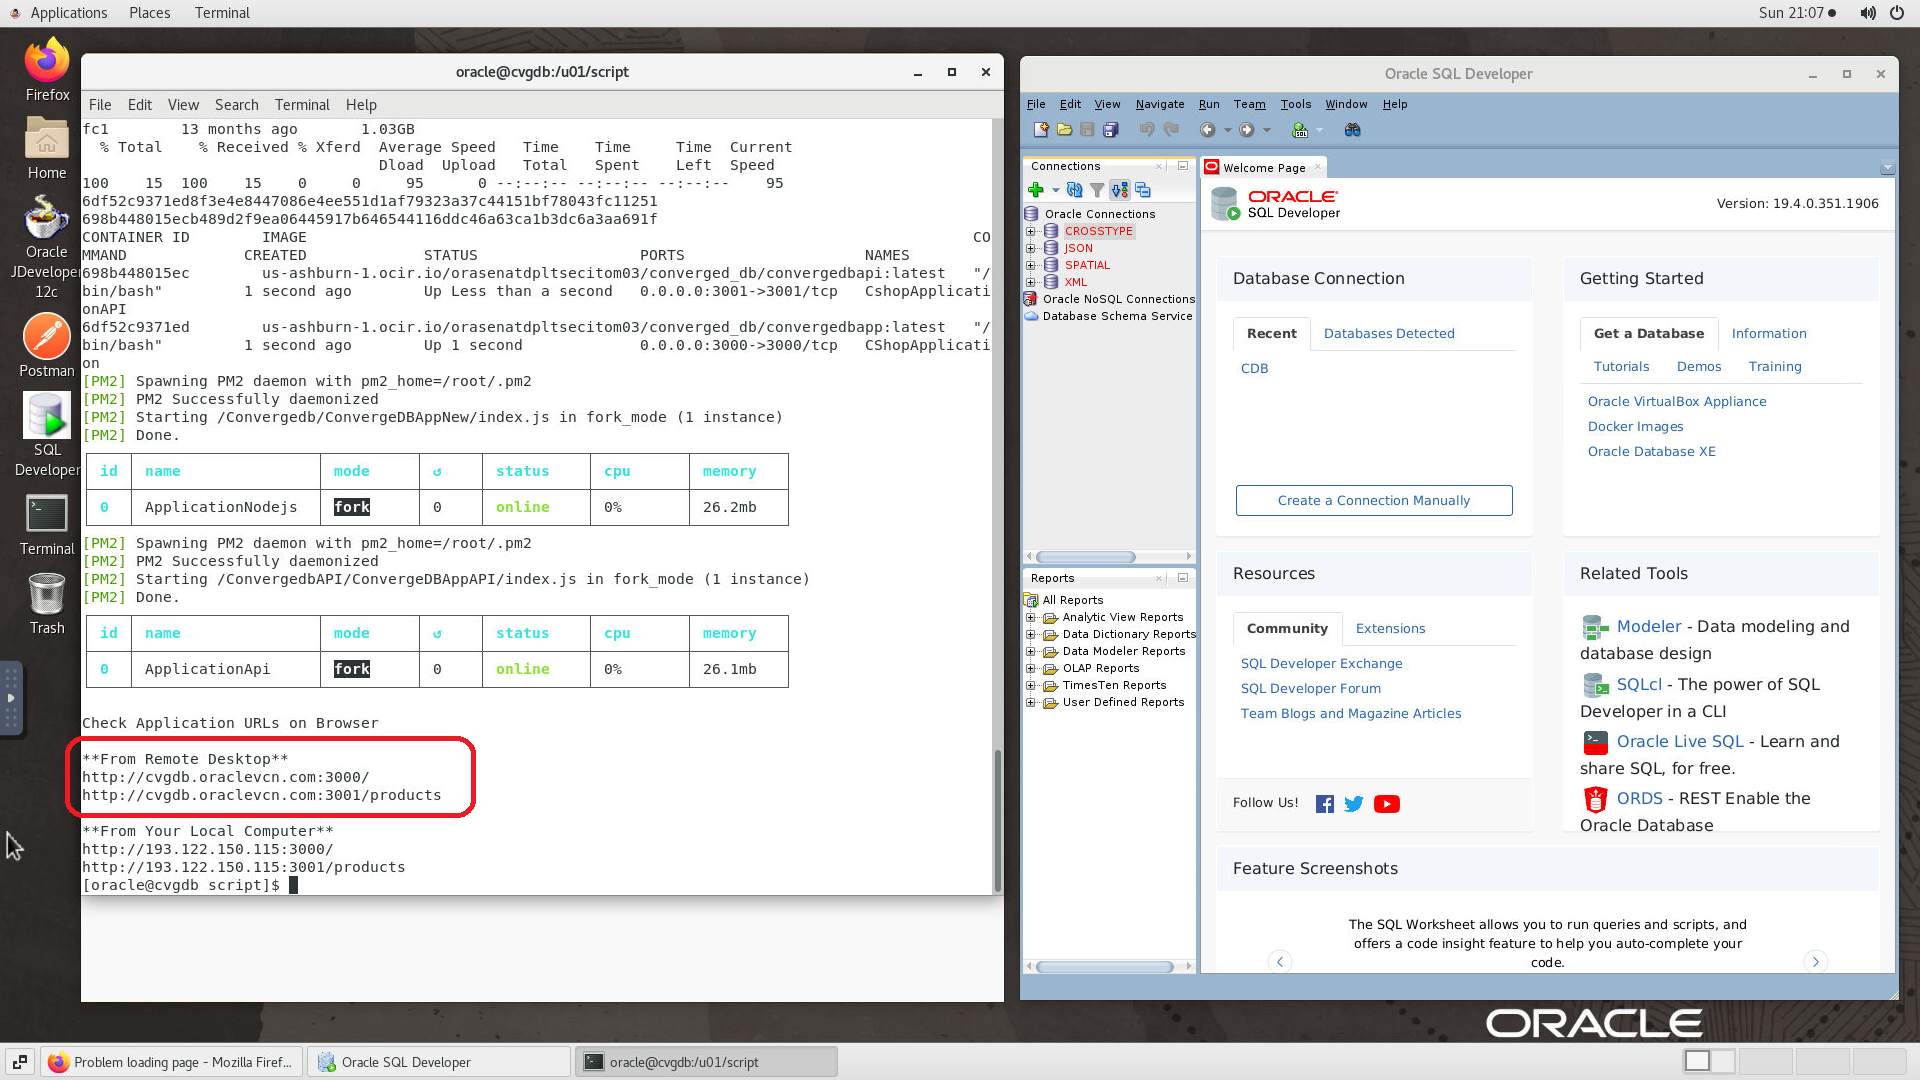 Applications Places Terminal
Sun 21:07
Firefox
Home
Oracle
JDeveloper
12c
Postman
SQL
Developer
Terminal
Trash
oracle@cvgdb:/u01/script
File Edit View Search Terminal Help
fc1 13 months ago 1.03GB
% Total % Received % Xferd Average Speed Time Time Time Current
Dload Upload Total Spent Left Speed
100 15 100 15 0 0 95 0 --:--:-- --:--:-- --:--:-- 95
6df52c9371ed8f3e4e8447086e4ee551d1af79323a37c44151bf78043fc11251
698b448015ecb489d2f9ea06445917b646544116ddc46a63ca1b3dc6a3aa691f
CONTAINER ID IMAGE CO
MMAND CREATED STATUS PORTS NAMES
698b448015ec us-ashburn-1.ocir.io/orasenatdpltsecitom03/converged_db/convergedbapi:latest "/
bin/bash" 1 second ago Up Less than a second 0.0.0.0:3001->3001/tcp CshopApplicati
onAPI
6df52c9371ed us-ashburn-1.ocir.io/orasenatdpltsecitom03/converged_db/convergedbapp:latest "/
bin/bash" 1 second ago Up 1 second 0.0.0.0:3000->3000/tcp CShopApplicati
on
[PM2] Spawning PM2 daemon with pm2_home=/root/.pm2
[PM2] PM2 Successfully daemonized
[PM2] Starting /Convergedb/ConvergeDBAppNew/index.js in fork_mode (1 instance)
[PM2] Done.
id name mode ↺ status cpu memory
0 ApplicationNodejs fork 0 online 0% 26.2mb
[PM2] Spawning PM2 daemon with pm2_home=/root/.pm2
[PM2] PM2 Successfully daemonized
[PM2] Starting /ConvergedbAPI/ConvergeDBAppAPI/index.js in fork_mode (1 instance)
[PM2] Done.
id name mode ↺ status cpu memory
0 ApplicationApi fork 0 online 0% 26.1mb
Check Application URLs on Browser
**From Remote Desktop**
http://cvgdb.oraclevcn.com:3000/
http://cvgdb.oraclevcn.com:3001/products
**From Your Local Computer**
http://193.122.150.115:3000/
http://193.122.150.115:3001/products
[oracle@cvgdb script]$
Oracle SQL Developer
File Edit View Navigate Run Team Tools Window Help
Connections
Oracle Connections
CROSSTYPE
JSON
SPATIAL
XML
Oracle NoSQL Connections
Database Schema Service
Reports
All Reports
Analytic View Reports
Data Dictionary Reports
Data Modeler Reports
OLAP Reports
TimesTen Reports
User Defined Reports
Welcome Page
ORACLE
SQL Developer
Version: 19.4.0.351.1906
Database Connection
Recent Databases Detected
CDB
Create a Connection Manually
Getting Started
Get a Database Information
Tutorials Demos Training
Oracle VirtualBox Appliance
Docker Images
Oracle Database XE
Resources
Community Extensions
SQL Developer Exchange
SQL Developer Forum
Team Blogs and Magazine Articles
Follow Us!
Related Tools
Modeler - Data modeling and
database design
SQLcl - The power of SQL
Developer in a CLI
Oracle Live SQL - Learn and
share SQL, for free.
ORDS - REST Enable the
Oracle Database
Feature Screenshots
The SQL Worksheet allows you to run queries and scripts, and
offers a code insight feature to help you auto-complete your
code.
ORACLE
Problem loading page - Mozilla Firef...
Oracle SQL Developer
oracle@cvgdb:/u01/script